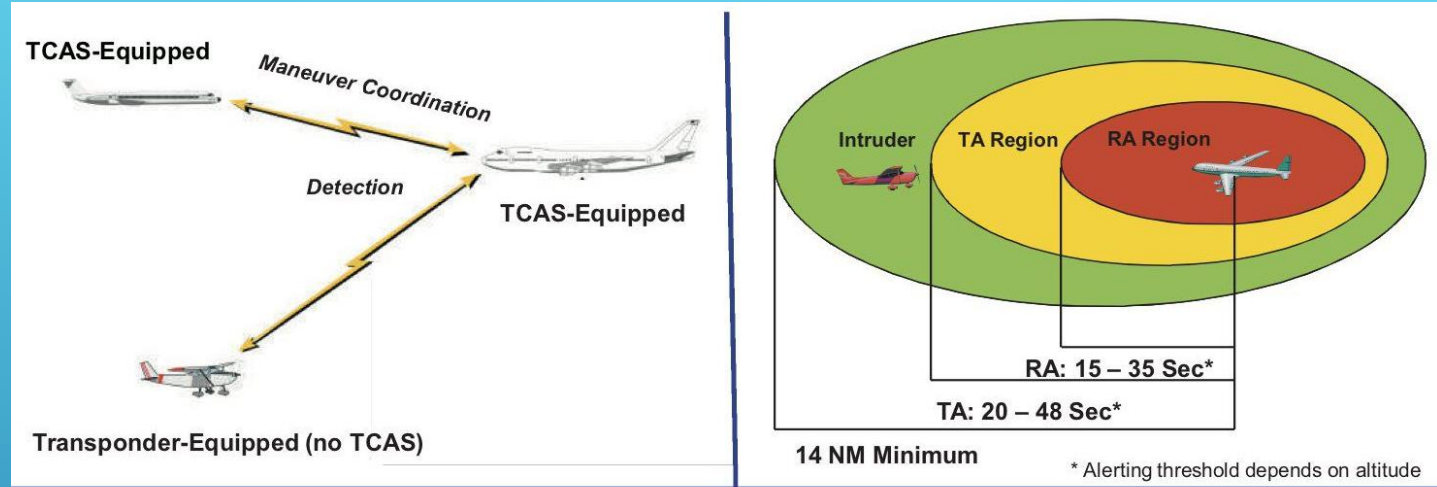 TCAS-Equipped
Maneuver Coordination
Detection
TCAS-Equipped
Transponder-Equipped (no TCAS)
Intruder
TA Region
RA Region
RA: 15 – 35 Sec*
TA: 20 – 48 Sec*
14 NM Minimum
* Alerting threshold depends on altitude